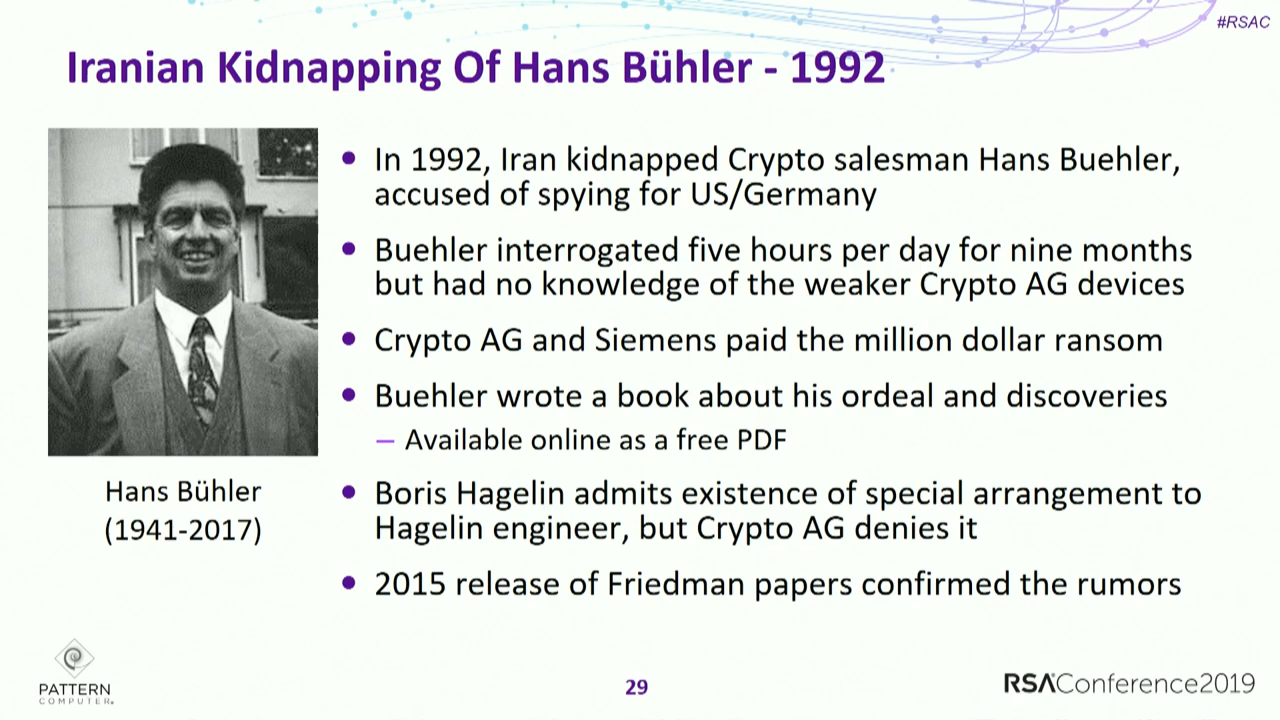 #RSAC
Iranian Kidnapping Of Hans Bühler - 1992
• In 1992, Iran kidnapped Crypto salesman Hans Buehler,
accused of spying for US/Germany
• Buehler interrogated five hours per day for nine months
but had no knowledge of the weaker Crypto AG devices
• Crypto AG and Siemens paid the million dollar ransom
• Buehler wrote a book about his ordeal and discoveries
– Available online as a free PDF
• Boris Hagelin admits existence of special arrangement to
Hagelin engineer, but Crypto AG denies it
• 2015 release of Friedman papers confirmed the rumors
Hans Bühler
(1941-2017)
PATTERN
COMPUTER
29
RSAConference2019